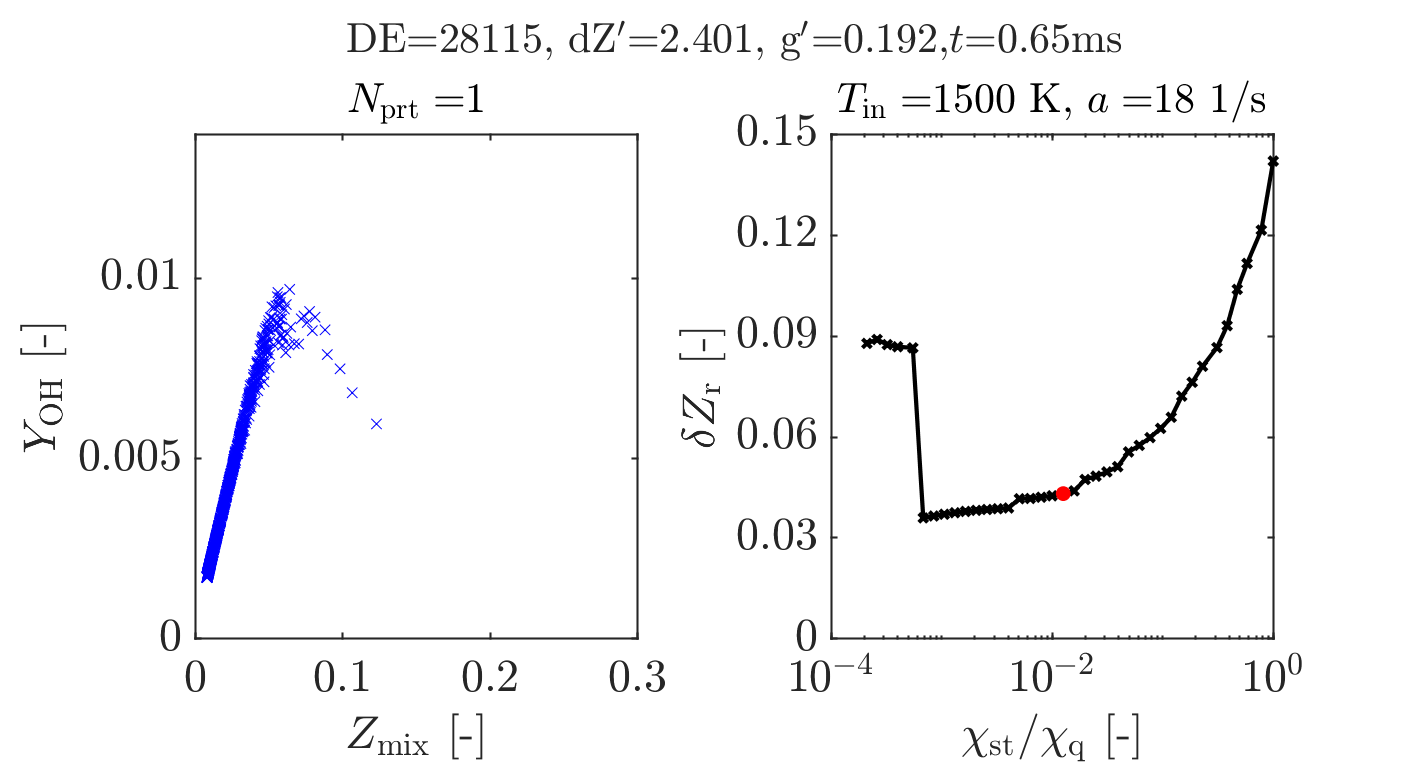 DE=28115, dZ′=2.401, g′=0.192,t=0.65ms
N_prt =1
0.01
0.005
0
0 0.1 0.2 0.3
Y_OH [-]
Z_mix [-]
T_in =1500 K, a =18 1/s
0.15
0.12
0.09
0.06
0.03
0
10⁻⁴ 10⁻² 10⁰
δZ_r [-]
χ_st/χ_q [-]